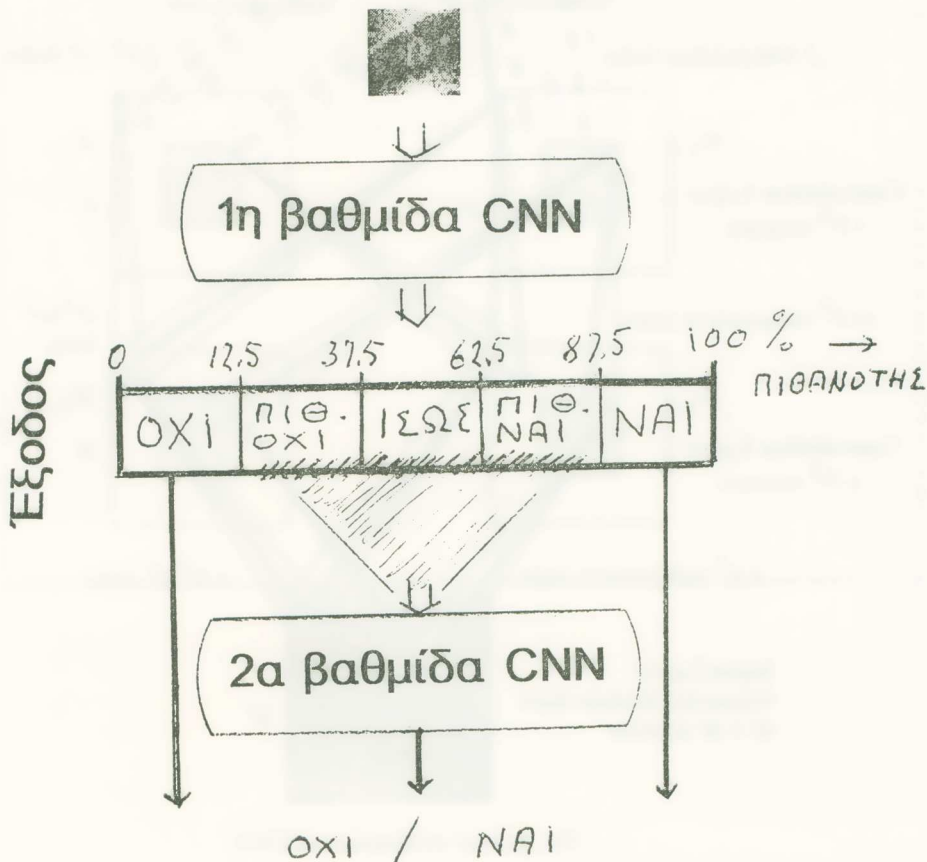 1η βαθμίδα CNN
0 12,5 37.5 62,5 87,5 100 % →
ΠΙΘΑΝΟΤΗΣ
Έξοδος
ΟΧΙ ΠΙΘ. ΟΧΙ ΙΣΩΣ ΠΙΘ. ΝΑΙ ΝΑΙ
2α βαθμίδα CNN
ΟΧΙ / ΝΑΙ